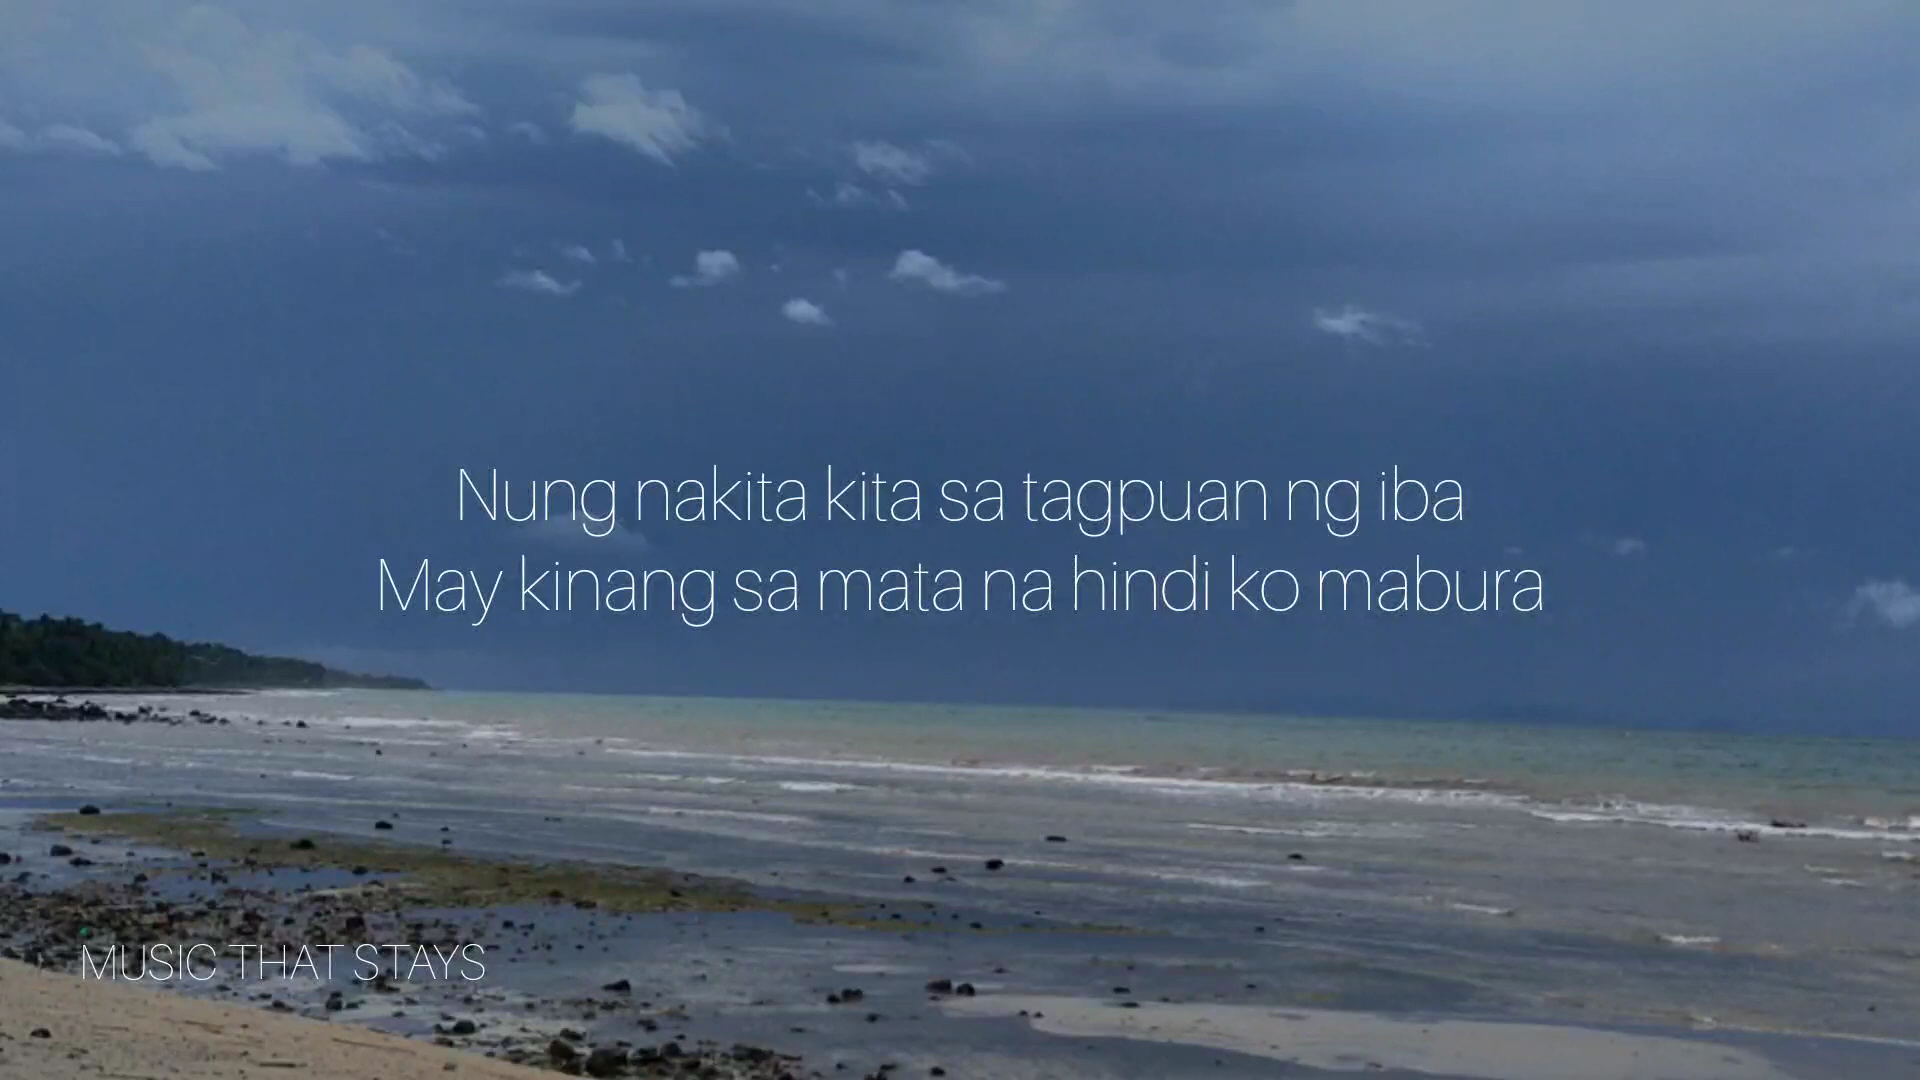 Nung nakita kita sa tagpuan ng iba
May kinang sa mata na hindi ko mabura
MUSIC THAT STAYS